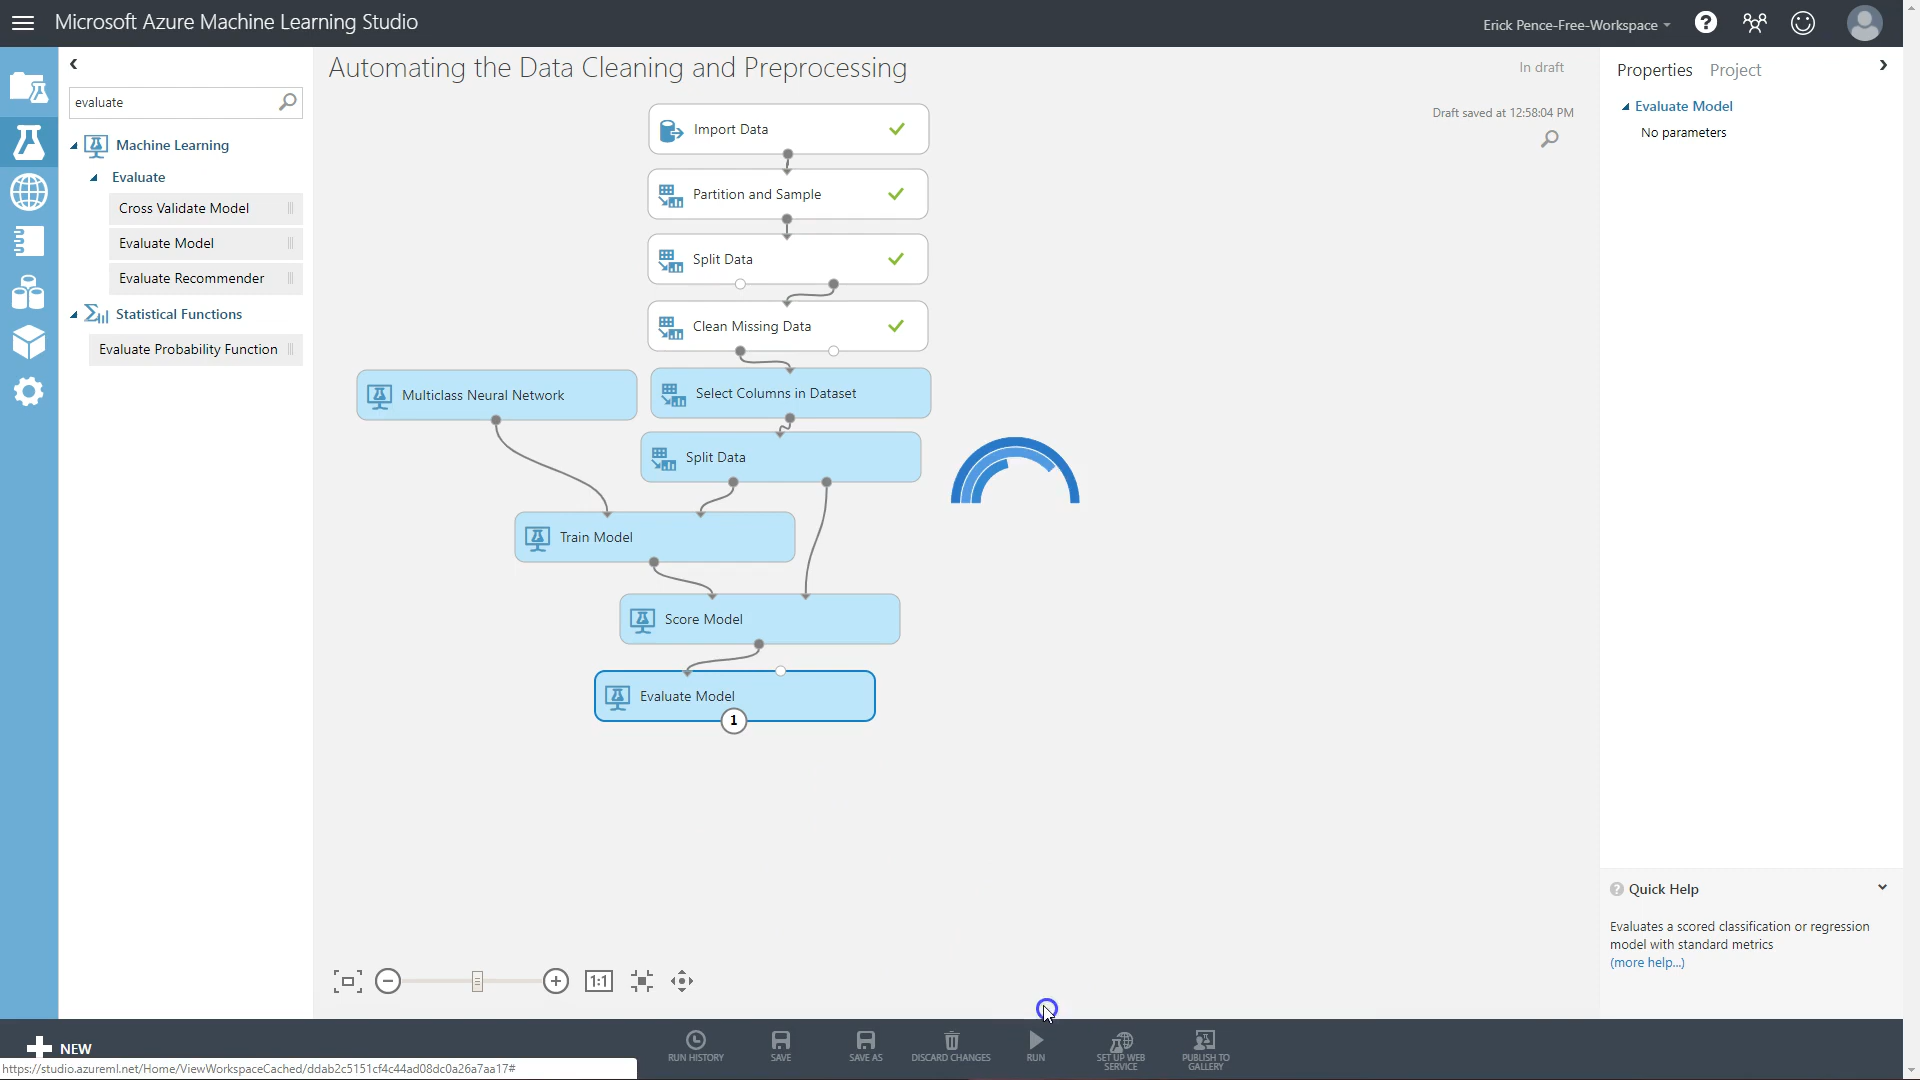 Microsoft Azure Machine Learning Studio
Erick Pence-Free-Workspace
Automating the Data Cleaning and Preprocessing
In draft
Draft saved at 12:58:04 PM
evaluate
Machine Learning
Evaluate
Cross Validate Model
Evaluate Model
Evaluate Recommender
Statistical Functions
Evaluate Probability Function
Import Data
Partition and Sample
Split Data
Clean Missing Data
Multiclass Neural Network
Select Columns in Dataset
Split Data
Train Model
Score Model
Evaluate Model
1
Properties Project
Evaluate Model
No parameters
Quick Help
Evaluates a scored classification or regression
model with standard metrics
(more help...)
1:1
NEW
RUN HISTORY
SAVE
SAVE AS
DISCARD CHANGES
RUN
SET UP WEB
SERVICE
PUBLISH TO
GALLERY
https://studio.azureml.net/Home/ViewWorkspaceCached/ddab2c5151cf4c44ad08dc0a26a7aa17#